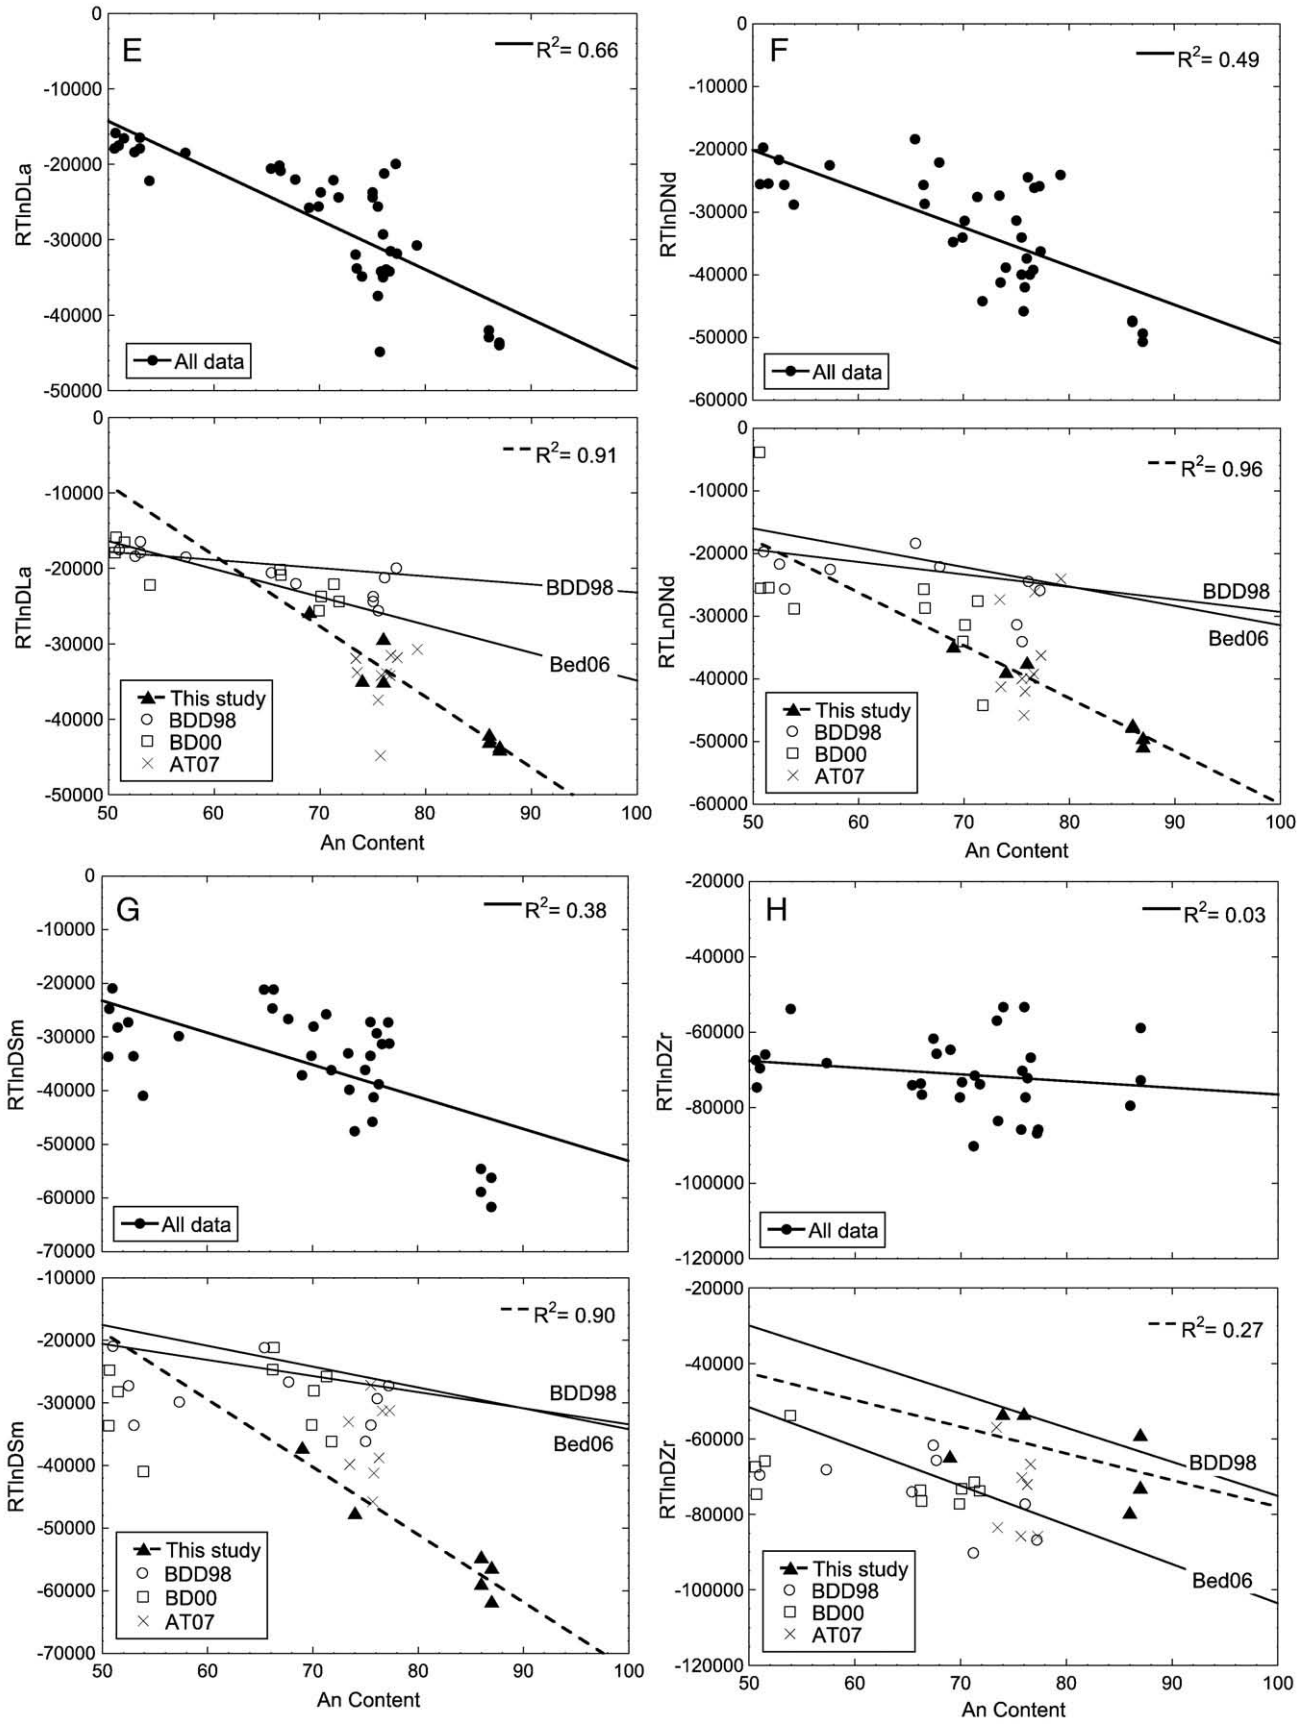 E
R²= 0.66
0
-10000
-20000
-30000
-40000
-50000
RTlnDLa
All data
F
R²= 0.49
0
-10000
-20000
-30000
-40000
-50000
-60000
RTlnDNd
All data
R²= 0.91
0
-10000
-20000
-30000
-40000
-50000
RTlnDLa
BDD98
Bed06
This study
BDD98
BD00
AT07
50 60 70 80 90 100
An Content
R²= 0.96
0
-10000
-20000
-30000
-40000
-50000
-60000
RTLnDNd
BDD98
Bed06
This study
BDD98
BD00
AT07
50 60 70 80 90 100
An Content
G
R²= 0.38
0
-10000
-20000
-30000
-40000
-50000
-60000
-70000
RTlnDSm
All data
H
R²= 0.03
-20000
-40000
-60000
-80000
-100000
-120000
RTlnDZr
All data
R²= 0.90
-10000
-20000
-30000
-40000
-50000
-60000
-70000
RTlnDSm
BDD98
Bed06
This study
BDD98
BD00
AT07
50 60 70 80 90 100
An Content
R²= 0.27
-20000
-40000
-60000
-80000
-100000
-120000
RTlnDZr
BDD98
Bed06
This study
BDD98
BD00
AT07
50 60 70 80 90 100
An Content